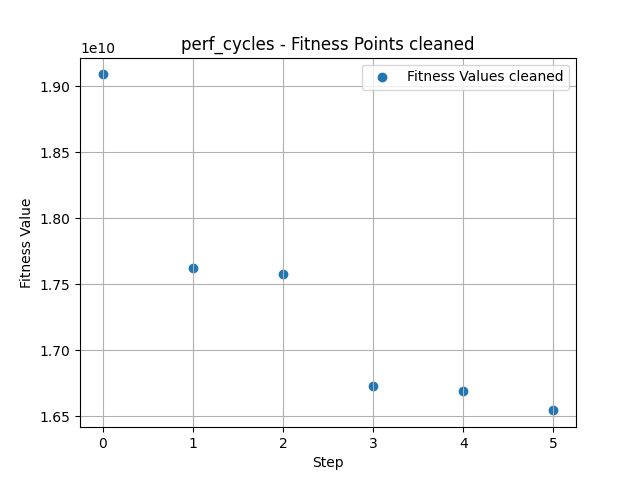 perf_cycles - Fitness Points cleaned
1e10
Fitness Values cleaned
1.90
1.85
1.80
1.75
1.70
1.65
Fitness Value
0 1 2 3 4 5
Step